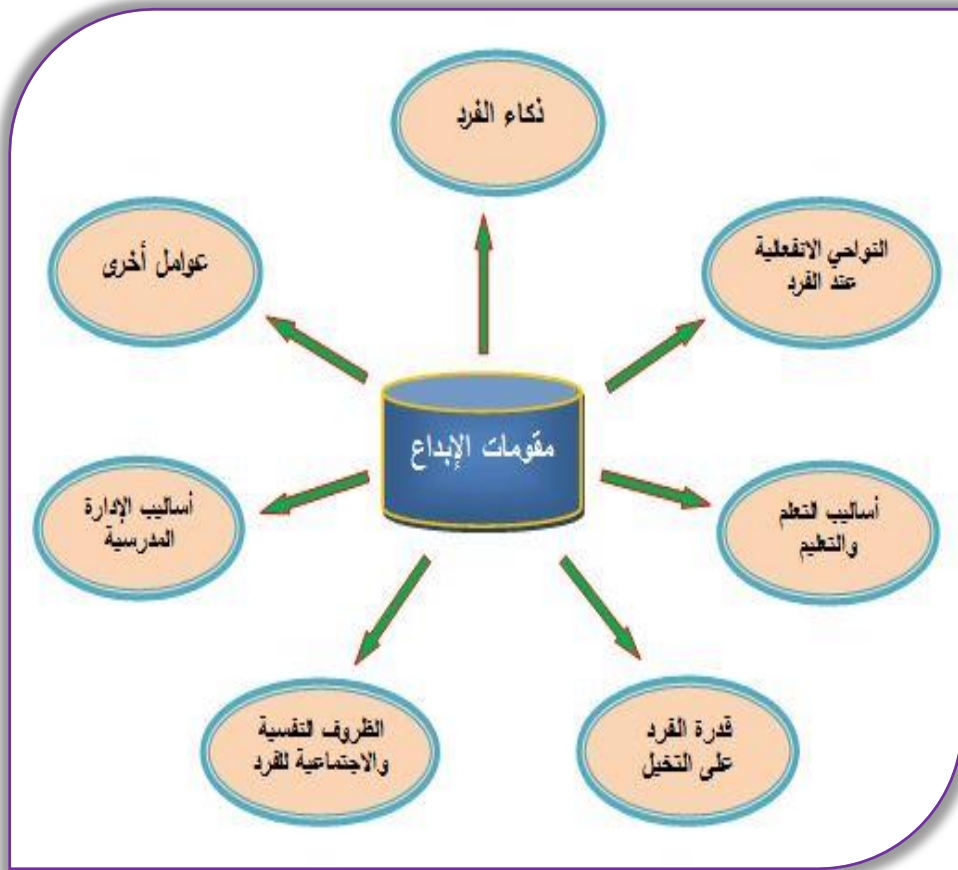 ذكاء الفرد
النواحي الانفعالية
عند الفرد
عوامل أخرى
مقومات الإبداع
أساليب التعلم
والتعليم
أساليب الإدارة
المدرسية
قدرة الفرد
على التخيل
الظروف النفسية
والاجتماعية للفرد